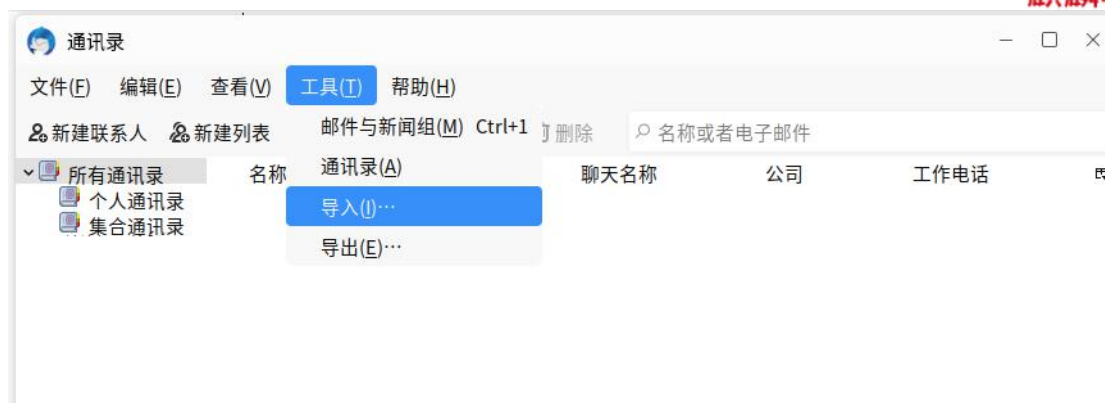 通讯录
文件(F) 编辑(E) 查看(V) 工具(T) 帮助(H)
新建联系人 新建列表 删除 名称或者电子邮件
邮件与新闻组(M) Ctrl+1
通讯录(A)
导入(I)…
导出(E)…
所有通讯录 名称 聊天名称 公司 工作电话
个人通讯录
集合通讯录